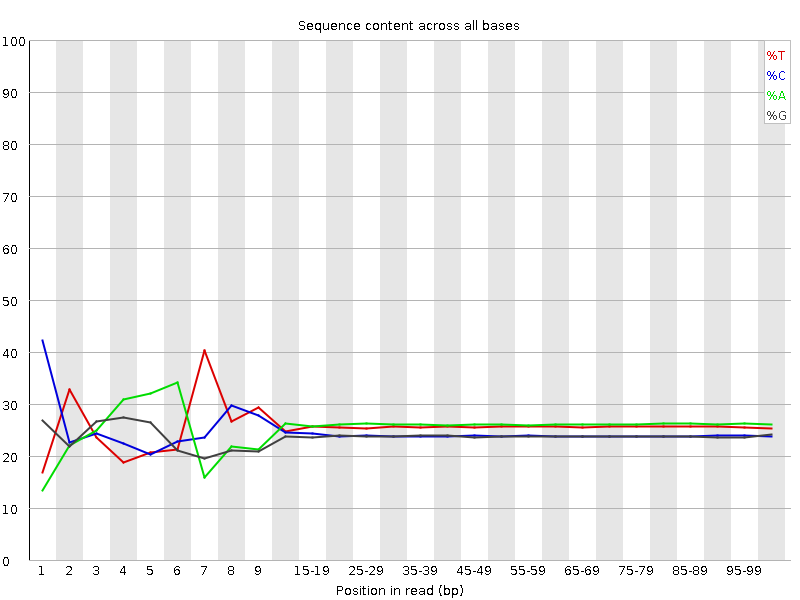 Sequence content across all bases
100
90
80
70
60
50
40
30
20
10
0
%T
%C
%A
%G
1 2 3 4 5 6 7 8 9 15-19 25-29 35-39 45-49 55-59 65-69 75-79 85-89 95-99
Position in read (bp)